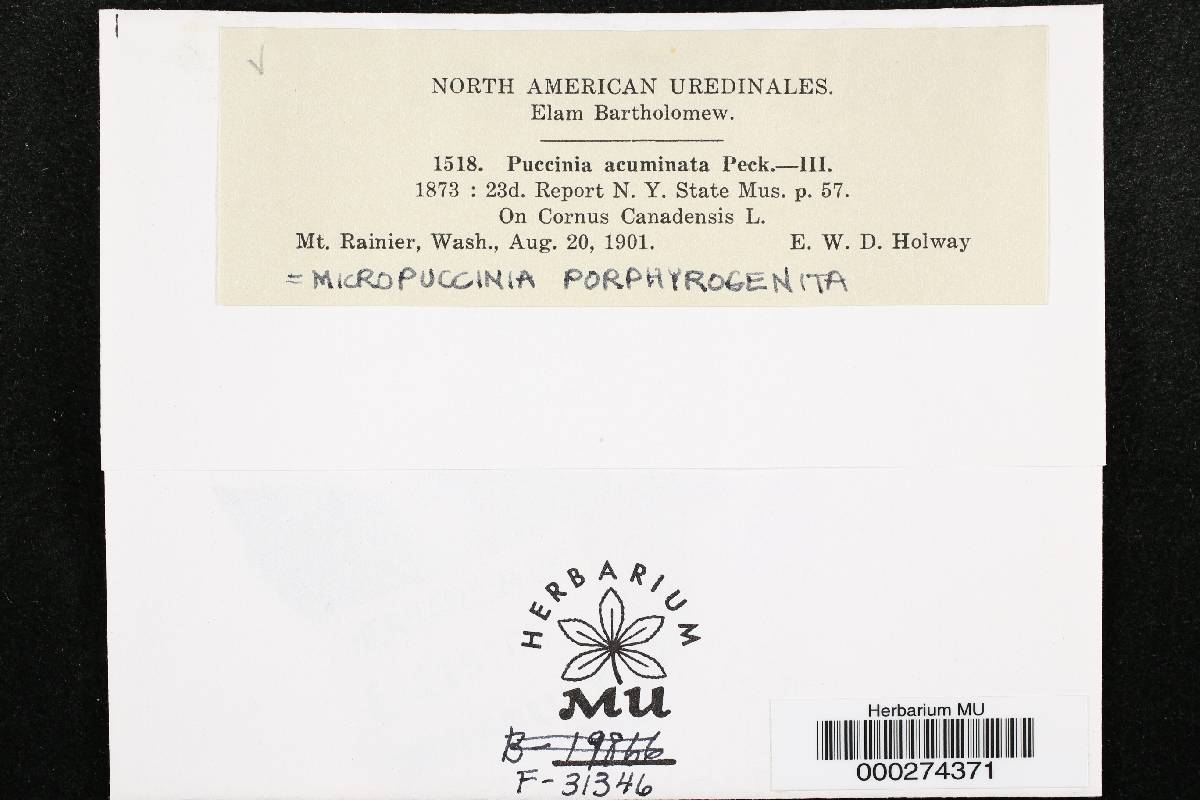 NORTH AMERICAN UREDINALES.
Elam Bartholomew.
1518. Puccinia acuminata Peck.—III.
1873 : 23d. Report N. Y. State Mus. p. 57.
On Cornus Canadensis L.
Mt. Rainier, Wash., Aug. 20, 1901. E. W. D. Holway
= MICROPUCCINIA PORPHYROGENITA
HERBARIUM
MU
B-19866
F-31346
Herbarium MU
000274371